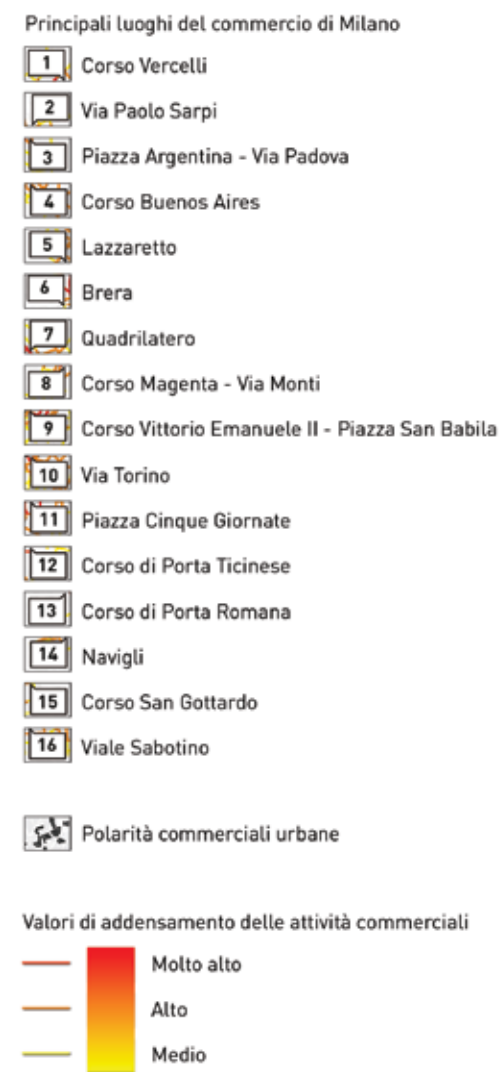 Principali luoghi del commercio di Milano
1 Corso Vercelli
2 Via Paolo Sarpi
3 Piazza Argentina - Via Padova
4 Corso Buenos Aires
5 Lazzaretto
6 Brera
7 Quadrilatero
8 Corso Magenta - Via Monti
9 Corso Vittorio Emanuele II - Piazza San Babila
10 Via Torino
11 Piazza Cinque Giornate
12 Corso di Porta Ticinese
13 Corso di Porta Romana
14 Navigli
15 Corso San Gottardo
16 Viale Sabotino
Polarità commerciali urbane
Valori di addensamento delle attività commerciali
Molto alto
Alto
Medio